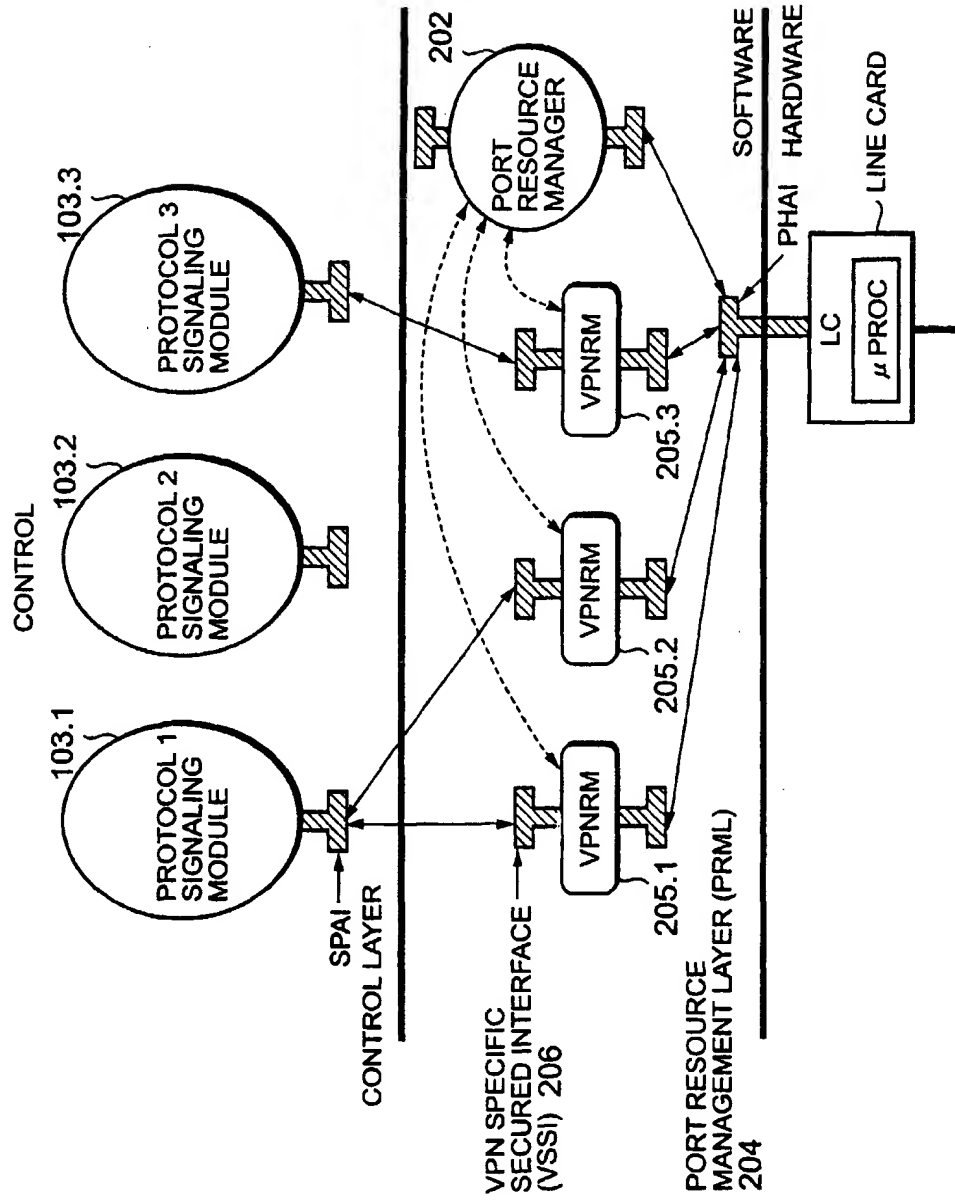 CONTROL
103.1
PROTOCOL 1
SIGNALING
MODULE
103.2
PROTOCOL 2
SIGNALING
MODULE
103.3
PROTOCOL 3
SIGNALING
MODULE
SPAI
CONTROL LAYER
202
PORT
RESOURCE
MANAGER
VPN SPECIFIC
SECURED INTERFACE
(VSSI) 206
VPNRM
205.1
VPNRM
205.2
VPNRM
205.3
PORT RESOURCE
MANAGEMENT LAYER (PRML)
204
SOFTWARE
PHAI
HARDWARE
LC
μ PROC
LINE CARD